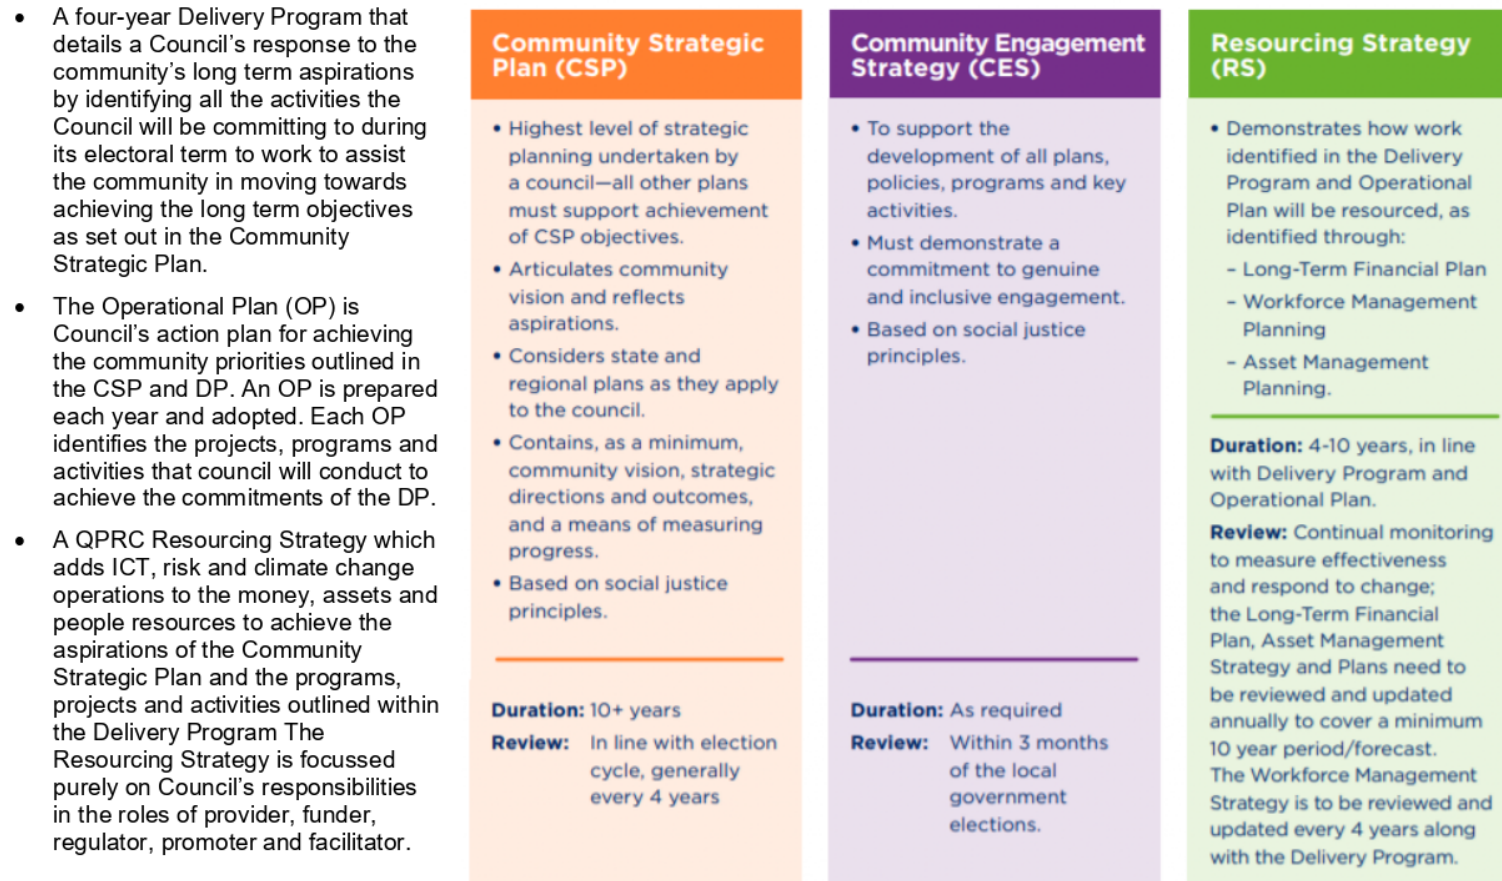 • A four-year Delivery Program that
details a Council's response to the
community's long term aspirations
by identifying all the activities the
Council will be committing to during
its electoral term to work to assist
the community in moving towards
achieving the long term objectives
as set out in the Community
Strategic Plan.
• The Operational Plan (OP) is
Council's action plan for achieving
the community priorities outlined in
the CSP and DP. An OP is prepared
each year and adopted. Each OP
identifies the projects, programs and
activities that council will conduct to
achieve the commitments of the DP.
• A QPRC Resourcing Strategy which
adds ICT, risk and climate change
operations to the money, assets and
people resources to achieve the
aspirations of the Community
Strategic Plan and the programs,
projects and activities outlined within
the Delivery Program The
Resourcing Strategy is focussed
purely on Council's responsibilities
in the roles of provider, funder,
regulator, promoter and facilitator.
Community Strategic
Plan (CSP)
• Highest level of strategic
planning undertaken by
a council—all other plans
must support achievement
of CSP objectives.
• Articulates community
vision and reflects
aspirations.
• Considers state and
regional plans as they apply
to the council.
• Contains, as a minimum,
community vision, strategic
directions and outcomes,
and a means of measuring
progress.
• Based on social justice
principles.
Duration: 10+ years
Review: In line with election
cycle, generally
every 4 years
Community Engagement
Strategy (CES)
• To support the
development of all plans,
policies, programs and key
activities.
• Must demonstrate a
commitment to genuine
and inclusive engagement.
• Based on social justice
principles.
Duration: As required
Review: Within 3 months
of the local
government
elections.
Resourcing Strategy
(RS)
• Demonstrates how work
identified in the Delivery
Program and Operational
Plan will be resourced, as
identified through:
– Long-Term Financial Plan
– Workforce Management
Planning
– Asset Management
Planning.
Duration: 4-10 years, in line
with Delivery Program and
Operational Plan.
Review: Continual monitoring
to measure effectiveness
and respond to change;
the Long-Term Financial
Plan, Asset Management
Strategy and Plans need to
be reviewed and updated
annually to cover a minimum
10 year period/forecast.
The Workforce Management
Strategy is to be reviewed and
updated every 4 years along
with the Delivery Program.